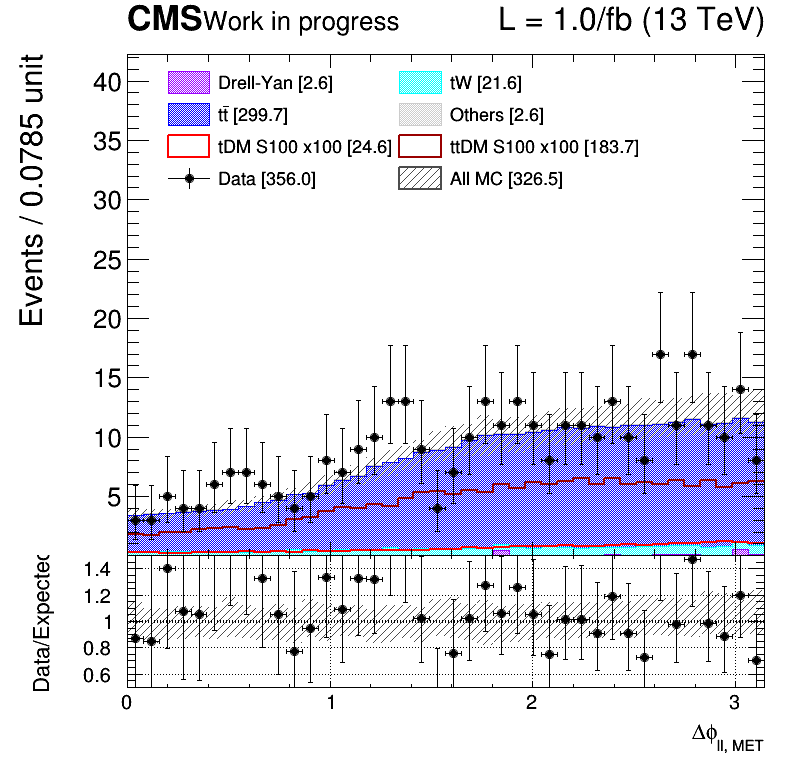 CMS Work in progress L = 1.0/fb (13 TeV)
Events / 0.0785 unit
40
35
30
25
20
15
10
5
Drell-Yan [2.6] tW [21.6]
tt̄ [299.7] Others [2.6]
tDM S100 x100 [24.6] ttDM S100 x100 [183.7]
Data [356.0] All MC [326.5]
Data/Expected
1.4
1.2
1
0.8
0.6
0 1 2 3
Δϕll, MET